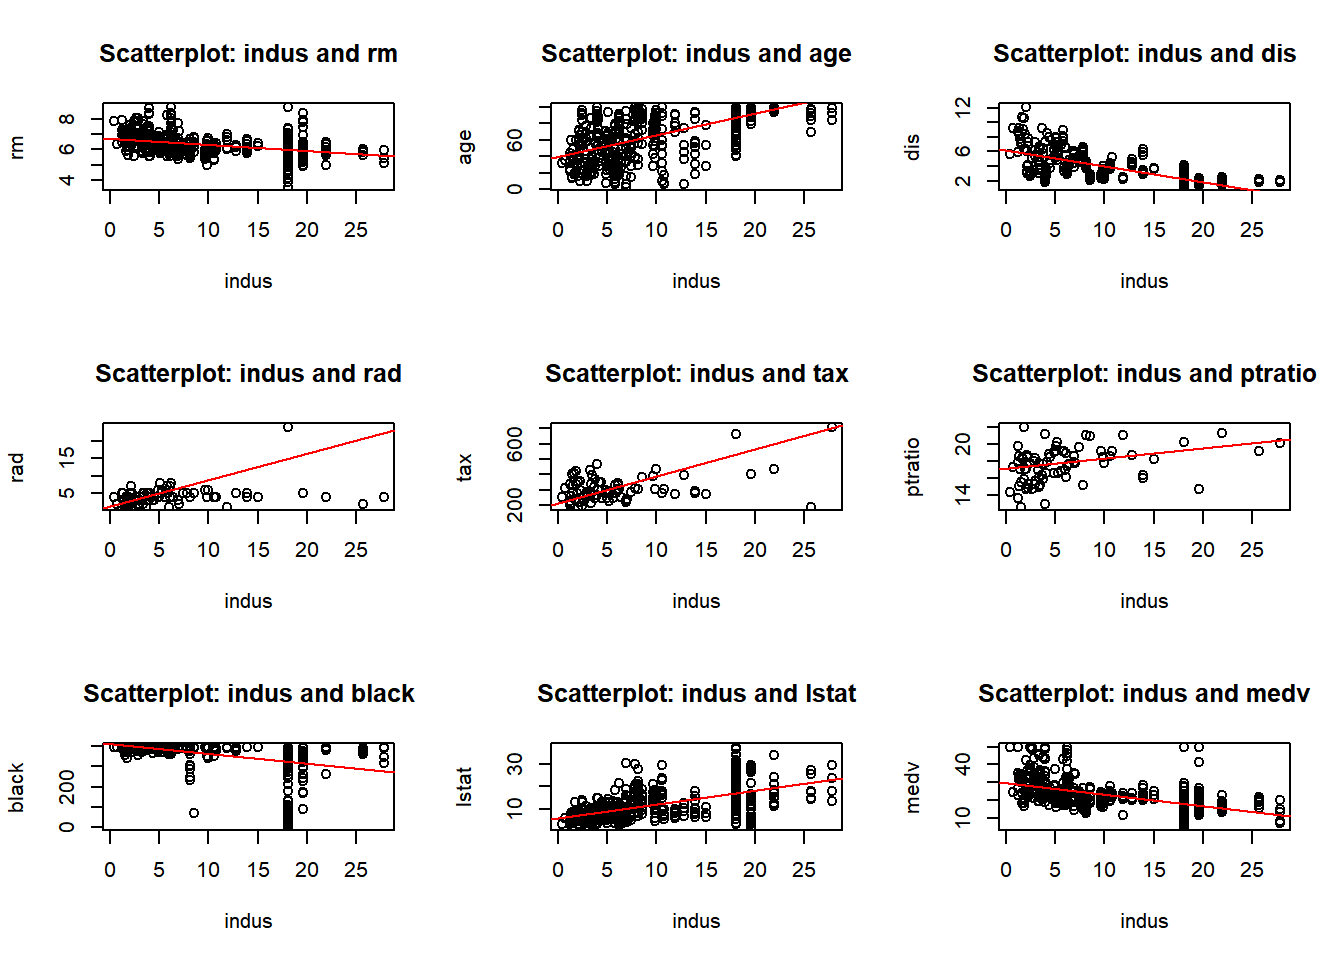 Scatterplot: indus and rm
rm
4 6 8
0 5 10 15 20 25
indus
Scatterplot: indus and age
age
0 60
0 5 10 15 20 25
indus
Scatterplot: indus and dis
dis
2 6 12
0 5 10 15 20 25
indus
Scatterplot: indus and rad
rad
5 15
0 5 10 15 20 25
indus
Scatterplot: indus and tax
tax
200 600
0 5 10 15 20 25
indus
Scatterplot: indus and ptratio
ptratio
14 20
0 5 10 15 20 25
indus
Scatterplot: indus and black
black
0 200
0 5 10 15 20 25
indus
Scatterplot: indus and lstat
lstat
10 30
0 5 10 15 20 25
indus
Scatterplot: indus and medv
medv
10 40
0 5 10 15 20 25
indus